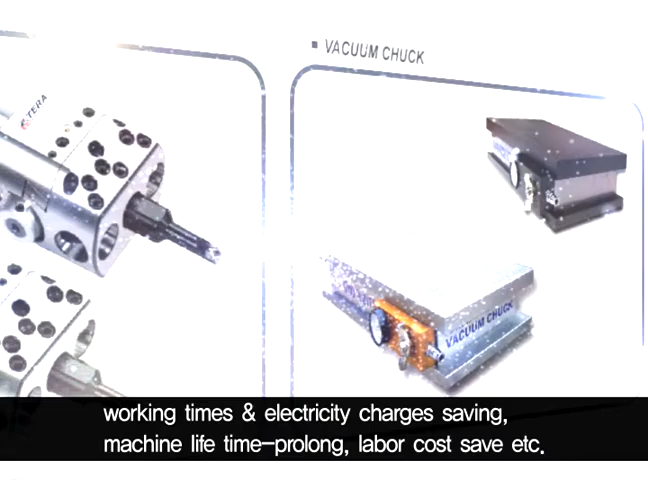 VACUUM CHUCK
TERA
VACUUM CHUCK
working times & electricity charges saving,
machine life time-prolong, labor cost save etc.